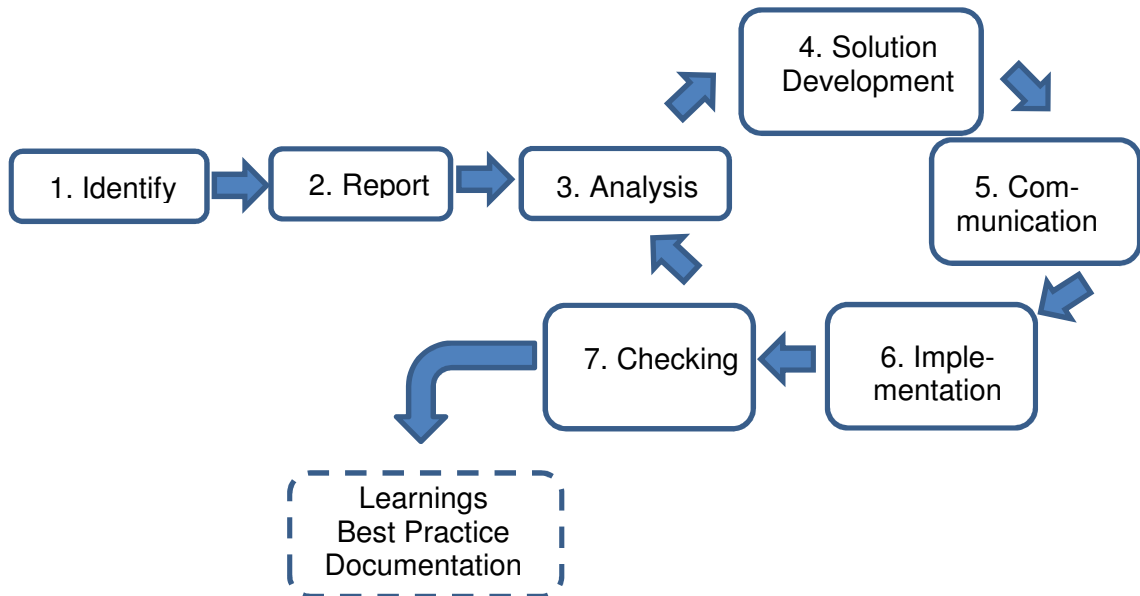 1. Identify
2. Report
3. Analysis
4. Solution
Development
5. Com-
munication
6. Imple-
mentation
7. Checking
Learnings
Best Practice
Documentation